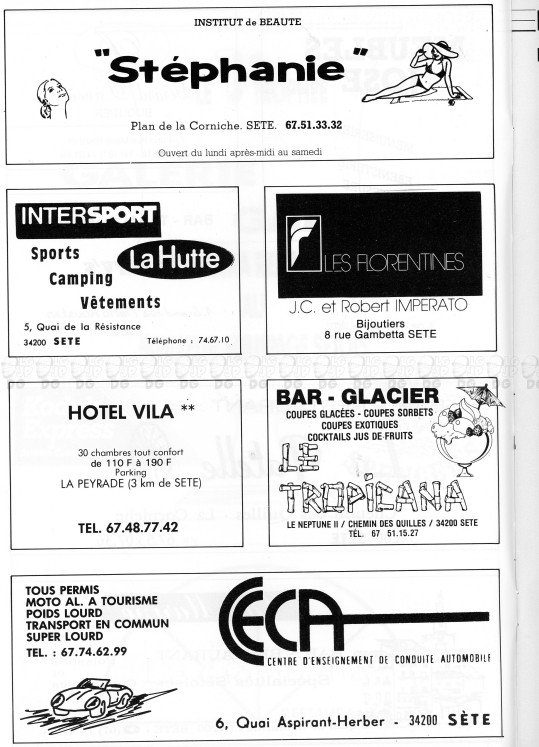 INSTITUT de BEAUTE
"Stéphanie"
Plan de la Corniche. SETE. 67.51.33.32
Ouvert du lundi après-midi au samedi
INTERSPORT
La Hutte
Sports
Camping
Vêtements
5, Quai de la Résistance
34200 SETE Téléphone : 74.67.10
LES FLORENTINES
J.C. et Robert IMPERATO
Bijoutiers
8 rue Gambetta SETE
HOTEL VILA **
30 chambres tout confort
de 110 F à 190 F
Parking
LA PEYRADE (3 km de SETE)
TEL. 67.48.77.42
BAR - GLACIER
COUPES GLACÉES - COUPES SORBETS
COUPES EXOTIQUES
COCKTAILS JUS DE FRUITS
LE
TROPICANA
LE NEPTUNE II / CHEMIN DES QUILLES / 34200 SETE
TEL. 67 51.15.27
TOUS PERMIS
MOTO AL. A TOURISME
POIDS LOURD
TRANSPORT EN COMMUN
SUPER LOURD
TEL. : 67.74.62.99
CECA
CENTRE D'ENSEIGNEMENT DE CONDUITE AUTOMOBILE
6, Quai Aspirant-Herber - 34200 SÈTE